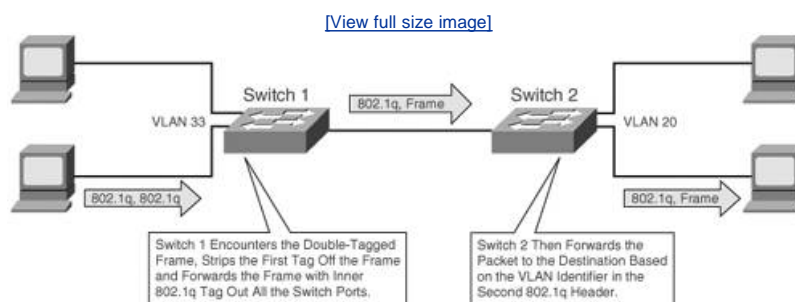 [View full size image]
Switch 1
802.1q, Frame
Switch 2
VLAN 33
VLAN 20
802.1q, 802.1q
802.1q, Frame
Switch 1 Encounters the Double-Tagged
Frame, Strips the First Tag Off the Frame
and Forwards the Frame with Inner
802.1q Tag Out All the Switch Ports.
Switch 2 Then Forwards the
Packet to the Destination Based
on the VLAN Identifier in the
Second 802.1q Header.